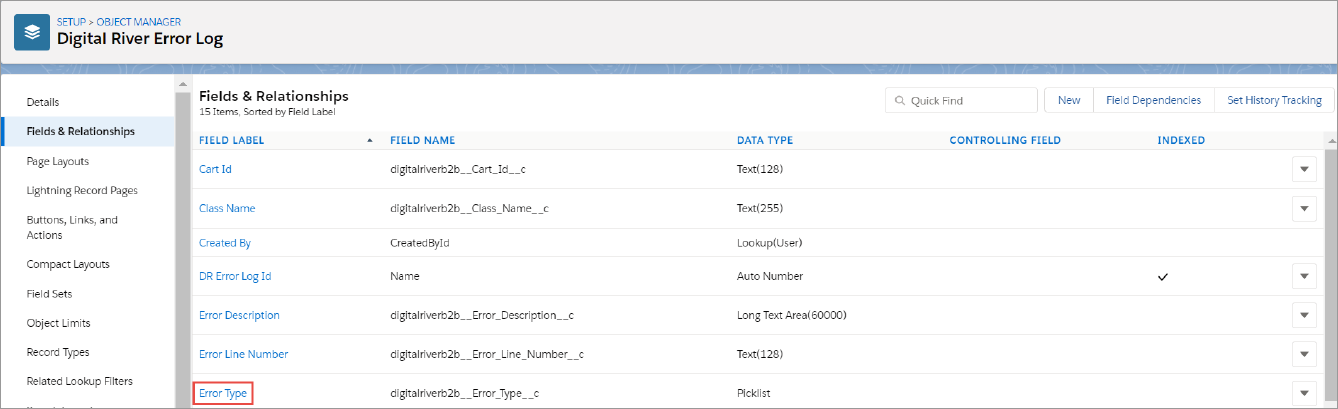 SETUP > OBJECT MANAGER
Digital River Error Log
Details
Fields & Relationships
Page Layouts
Lightning Record Pages
Buttons, Links, and
Actions
Compact Layouts
Field Sets
Object Limits
Record Types
Related Lookup Filters
Fields & Relationships
15 Items, Sorted by Field Label
Quick Find
New
Field Dependencies
Set History Tracking
FIELD LABEL FIELD NAME DATA TYPE CONTROLLING FIELD INDEXED
Cart Id digitalriverb2b__Cart_Id__c Text(128)
Class Name digitalriverb2b__Class_Name__c Text(255)
Created By CreatedById Lookup(User)
DR Error Log Id Name Auto Number
Error Description digitalriverb2b__Error_Description__c Long Text Area(60000)
Error Line Number digitalriverb2b__Error_Line_Number__c Text(128)
Error Type digitalriverb2b__Error_Type__c Picklist